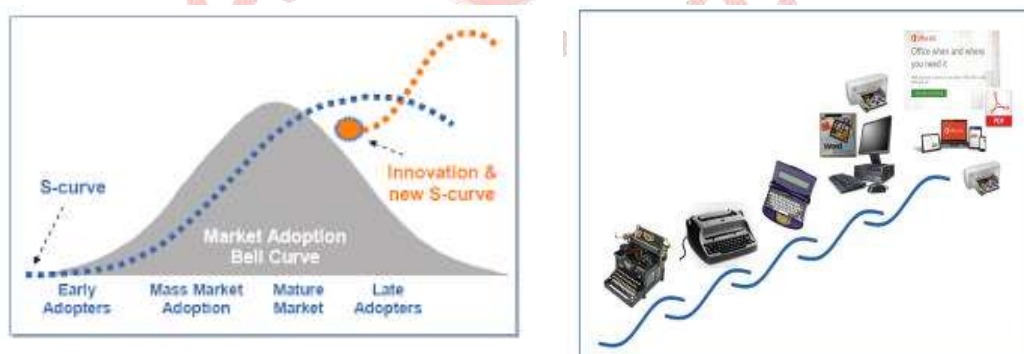 S-curve
Innovation &
new S-curve
Market Adoption
Bell Curve
Early
Adopters
Mass Market
Adoption
Mature
Market
Late
Adopters
Office when and where
you need it
Word
PDF